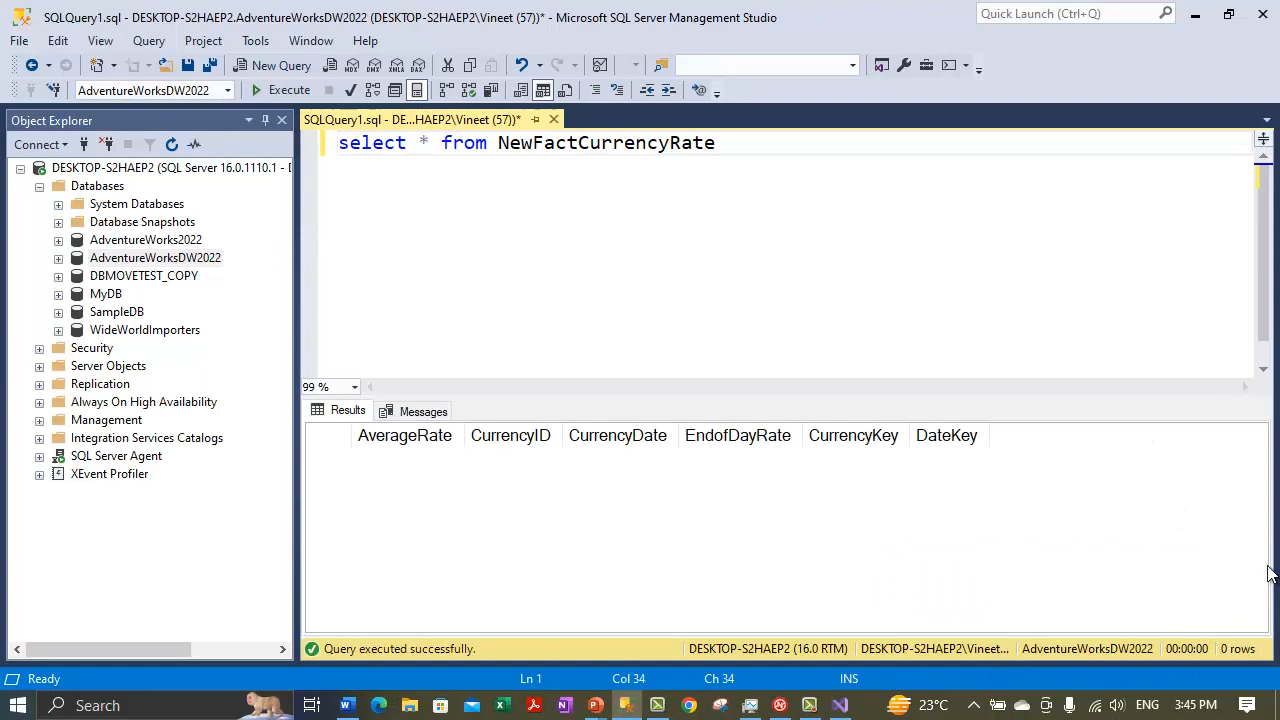 SQLQuery1.sql - DESKTOP-S2HAEP2.AdventureWorksDW2022 (DESKTOP-S2HAEP2\Vineet (57))* - Microsoft SQL Server Management Studio
Quick Launch (Ctrl+Q)
File Edit View Query Project Tools Window Help
New Query
MDX DMX XMLA DAX
AdventureWorksDW2022
Execute
Object Explorer
Connect
DESKTOP-S2HAEP2 (SQL Server 16.0.1110.1 - D
Databases
System Databases
Database Snapshots
AdventureWorks2022
AdventureWorksDW2022
DBMOVETEST_COPY
MyDB
SampleDB
WideWorldImporters
Security
Server Objects
Replication
Always On High Availability
Management
Integration Services Catalogs
SQL Server Agent
XEvent Profiler
SQLQuery1.sql - DE...HAEP2\Vineet (57))*
select * from NewFactCurrencyRate
99 %
Results Messages
AverageRate CurrencyID CurrencyDate EndofDayRate CurrencyKey DateKey
Query executed successfully.
DESKTOP-S2HAEP2 (16.0 RTM) DESKTOP-S2HAEP2\Vineet... AdventureWorksDW2022 00:00:00 0 rows
Ready Ln 1 Col 34 Ch 34 INS
Search
23°C ENG 3:45 PM